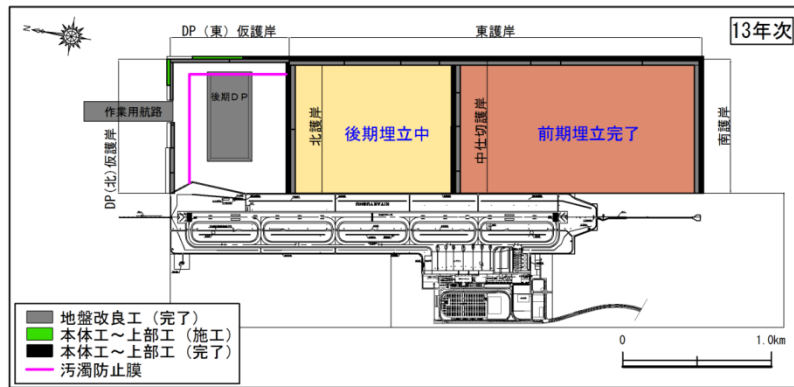 13年次
DP（東）仮護岸
東護岸
N
作業用航路
後期DP
DP(北)仮護岸
北護岸
後期埋立中
中仕切護岸
前期埋立完了
南護岸
地盤改良工（完了）
本体工～上部工（施工）
本体工～上部工（完了）
汚濁防止膜
0 1.0km